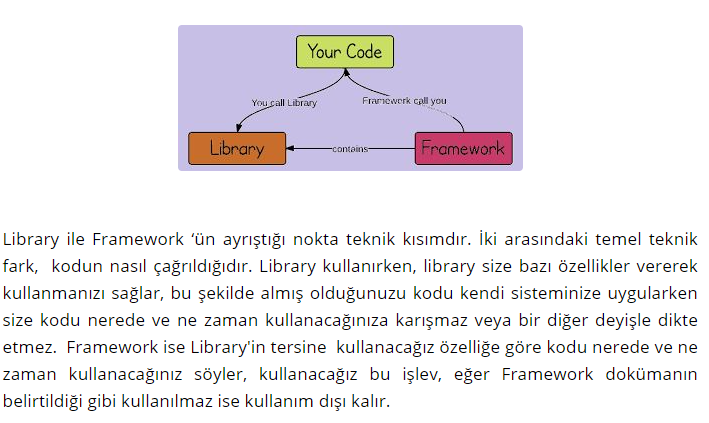 Your Code
You call Library
Framework call you
Library
contains
Framework
Library ile Framework ‘ün ayrıştığı nokta teknik kısımdır. İki arasındaki temel teknik
fark, kodun nasıl çağrıldığıdır. Library kullanırken, library size bazı özellikler vererek
kullanmanızı sağlar, bu şekilde almış olduğunuzu kodu kendi sisteminize uygularken
size kodu nerede ve ne zaman kullanacağınıza karışmaz veya bir diğer deyişle dikte
etmez. Framework ise Library'in tersine kullanacağız özelliğe göre kodu nerede ve ne
zaman kullanacağınız söyler, kullanacağız bu işlev, eğer Framework dokümanın
belirtildiği gibi kullanılmaz ise kullanım dışı kalır.